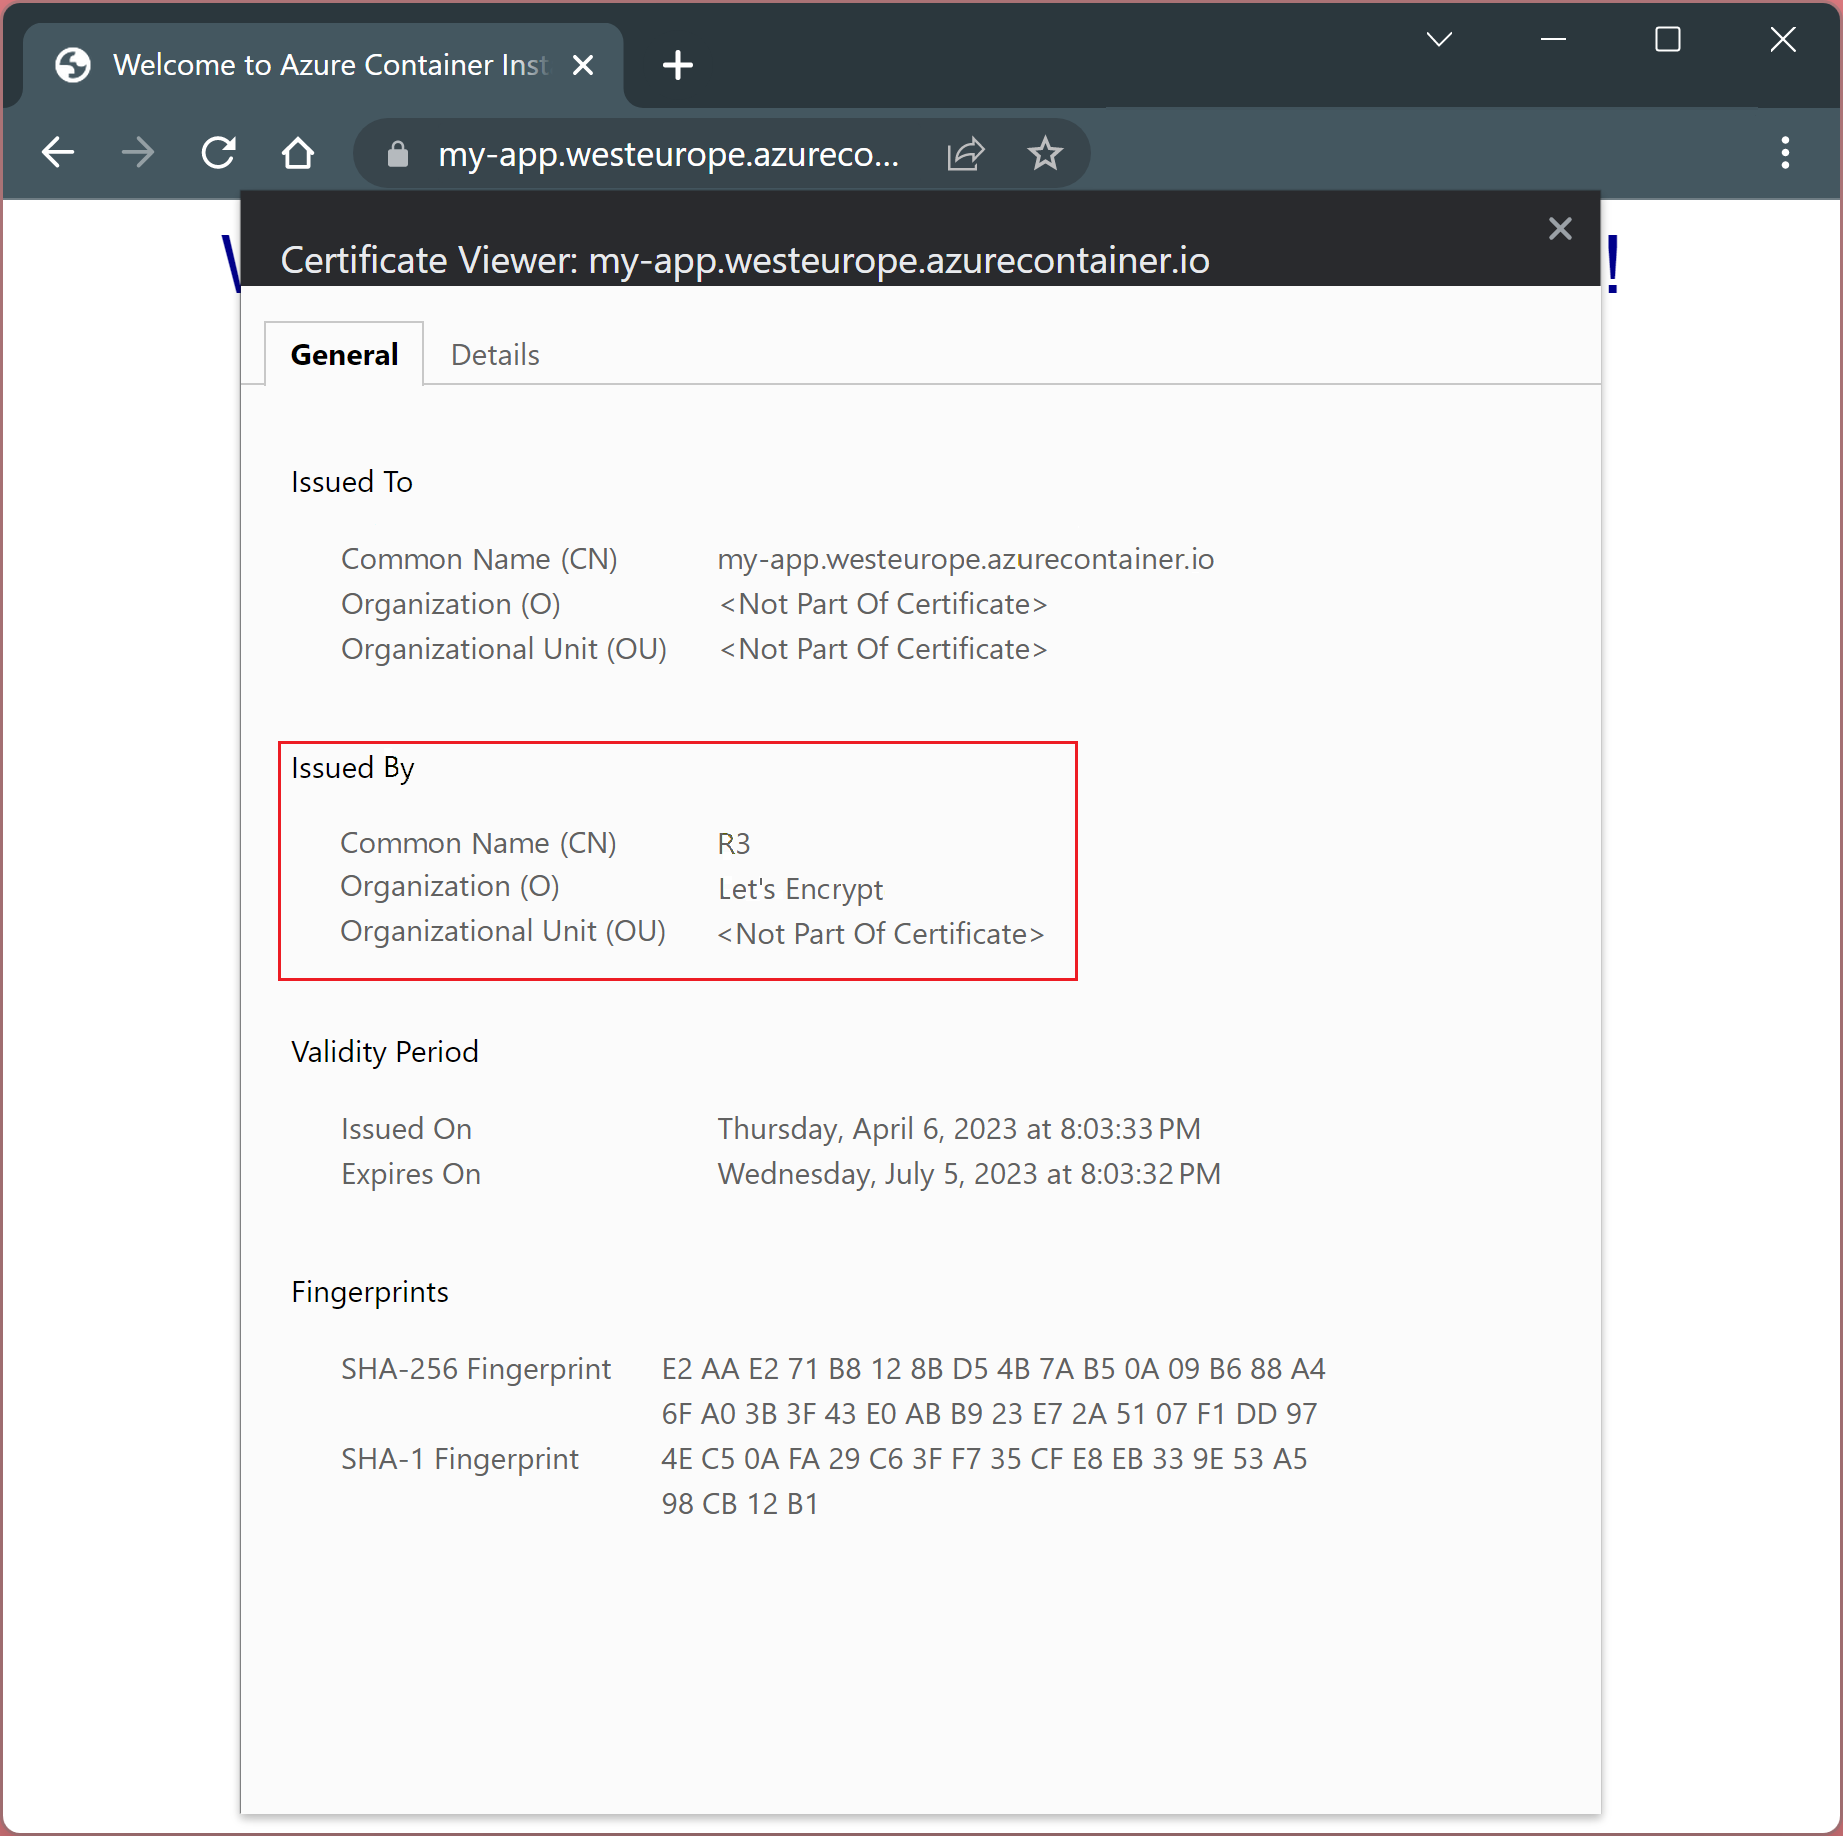 Welcome to Azure Container Inst
my-app.westeurope.azureco...
Certificate Viewer: my-app.westeurope.azurecontainer.io
!
General Details
Issued To
Common Name (CN) my-app.westeurope.azurecontainer.io
Organization (O) <Not Part Of Certificate>
Organizational Unit (OU) <Not Part Of Certificate>
Issued By
Common Name (CN) R3
Organization (O) Let's Encrypt
Organizational Unit (OU) <Not Part Of Certificate>
Validity Period
Issued On Thursday, April 6, 2023 at 8:03:33 PM
Expires On Wednesday, July 5, 2023 at 8:03:32 PM
Fingerprints
SHA-256 Fingerprint E2 AA E2 71 B8 12 8B D5 4B 7A B5 0A 09 B6 88 A4
6F A0 3B 3F 43 E0 AB B9 23 E7 2A 51 07 F1 DD 97
SHA-1 Fingerprint 4E C5 0A FA 29 C6 3F F7 35 CF E8 EB 33 9E 53 A5
98 CB 12 B1